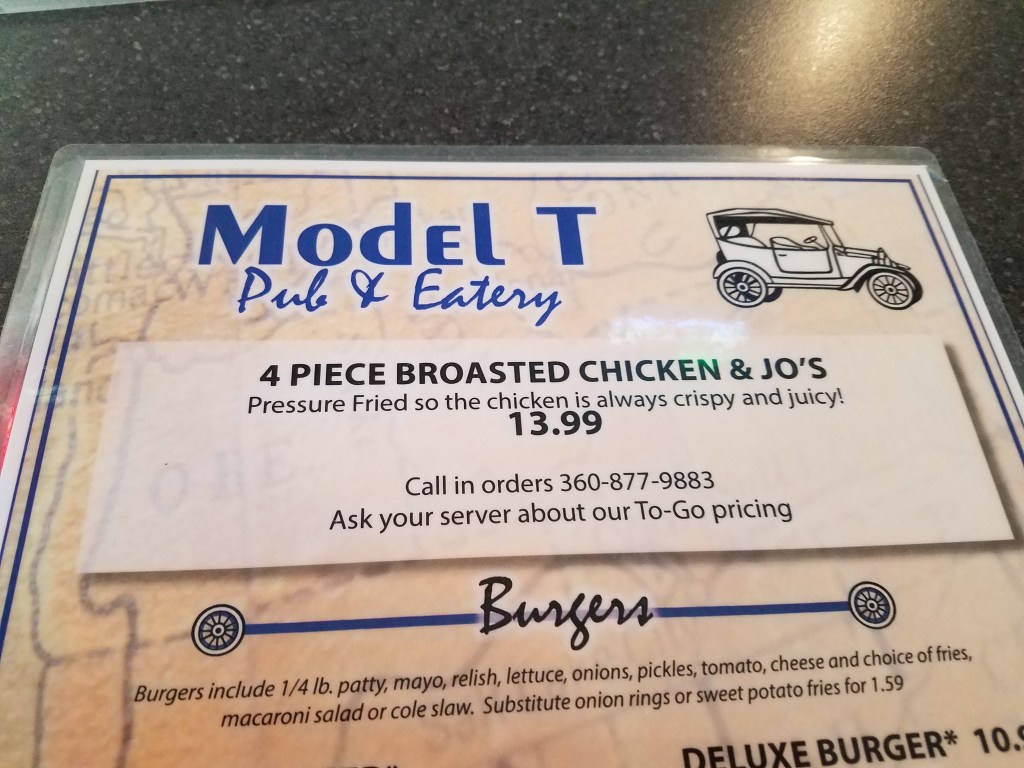 Model T
Pub & Eatery
4 PIECE BROASTED CHICKEN & JO'S
Pressure Fried so the chicken is always crispy and juicy!
13.99
Call in orders 360-877-9883
Ask your server about our To-Go pricing
Burgers
Burgers include 1/4 lb. patty, mayo, relish, lettuce, onions, pickles, tomato, cheese and choice of fries,
macaroni salad or cole slaw. Substitute onion rings or sweet potato fries for 1.59
DELUXE BURGER*